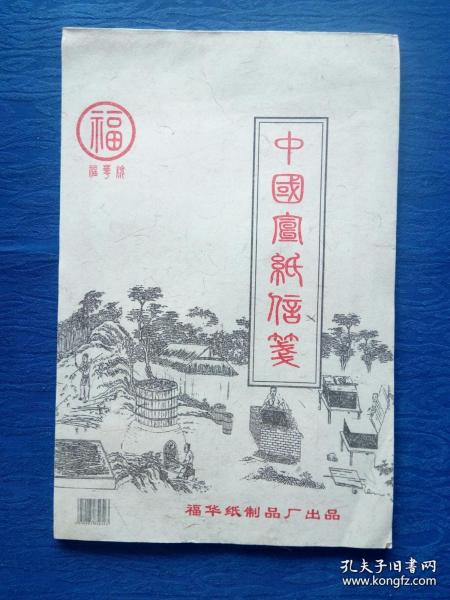 福
福華牌
中國宣紙信箋
福华纸制品厂出品
孔夫子旧书网
www.kongfz.com